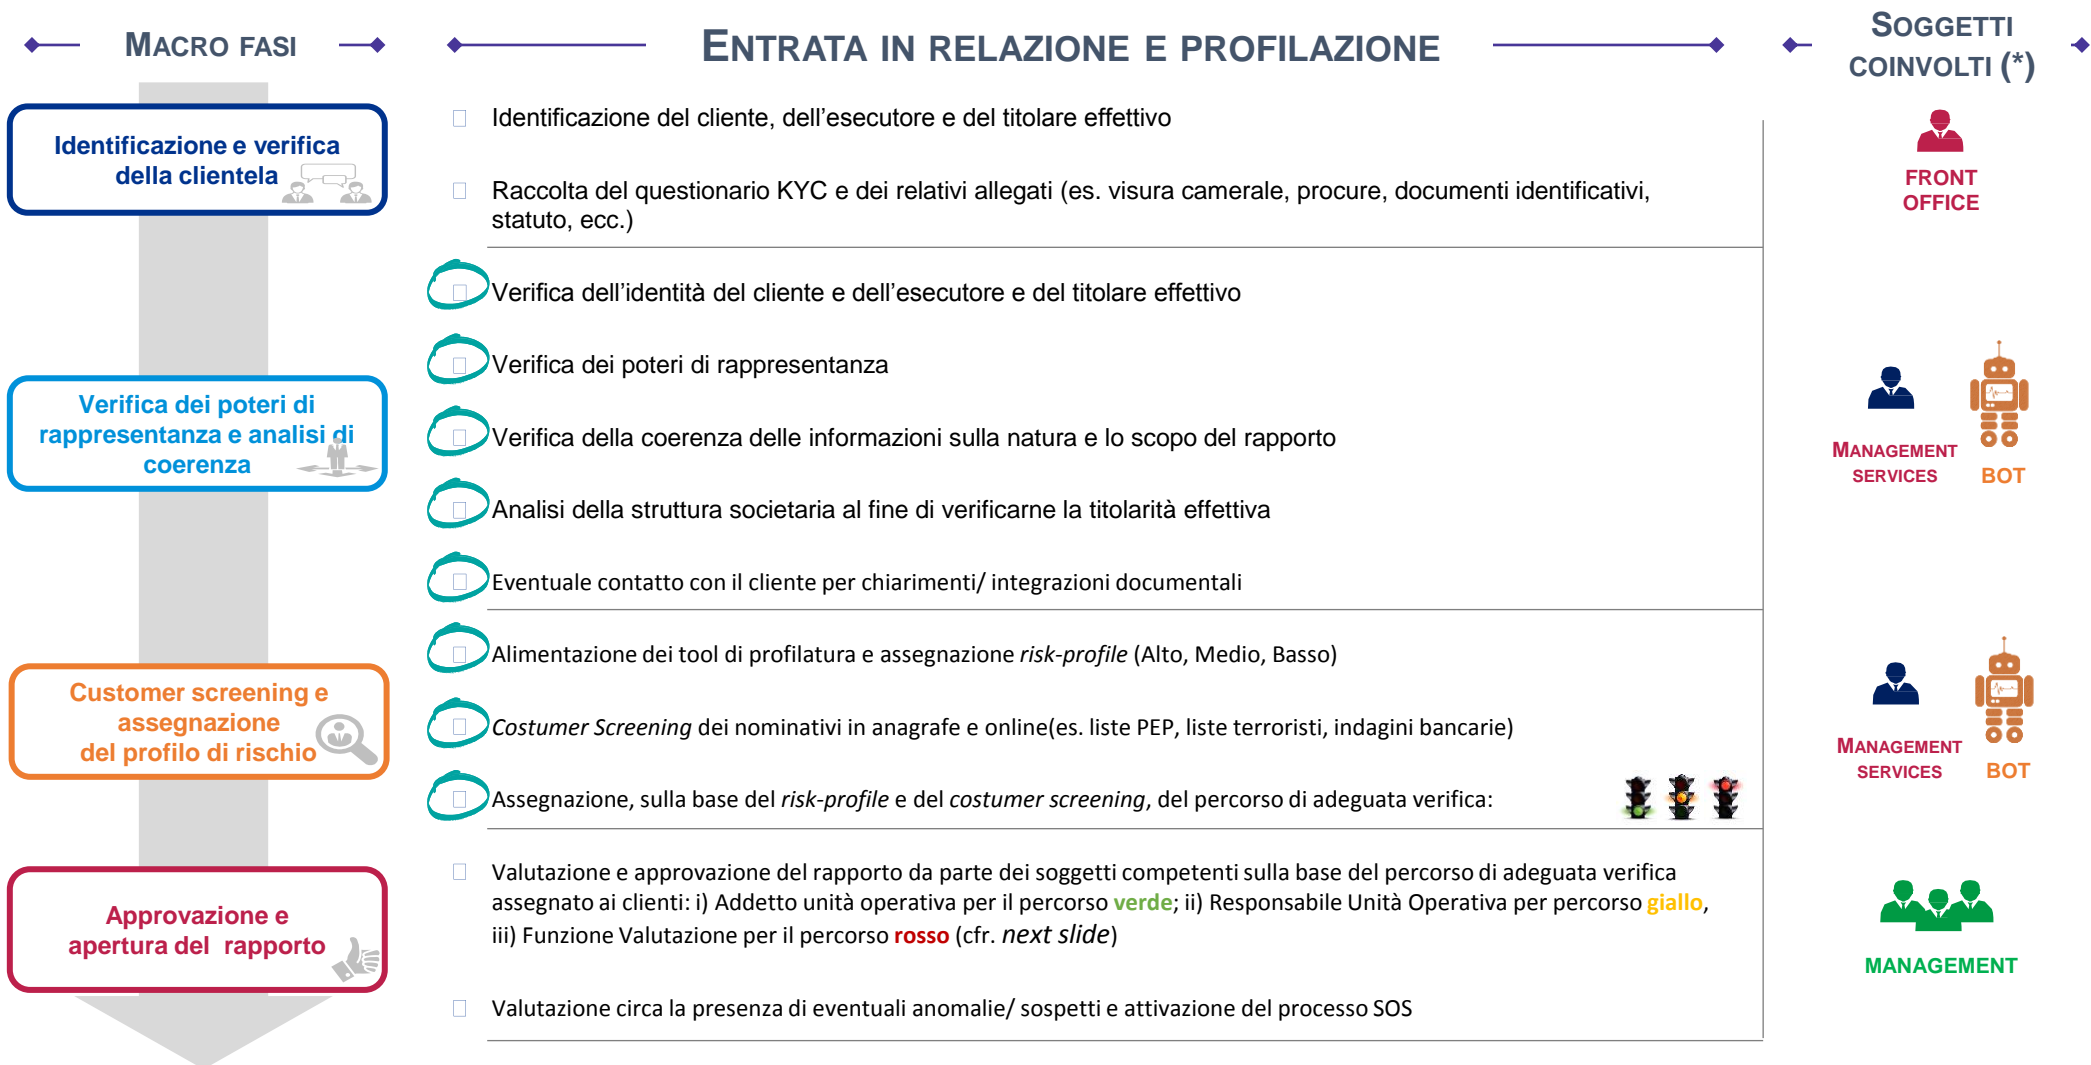 MACRO FASI
ENTRATA IN RELAZIONE E PROFILAZIONE
SOGGETTI
COINVOLTI (*)
Identificazione e verifica
della clientela
Identificazione del cliente, dell’esecutore e del titolare effettivo
Raccolta del questionario KYC e dei relativi allegati (es. visura camerale, procure, documenti identificativi,
statuto, ecc.)
FRONT
OFFICE
Verifica dei poteri di
rappresentanza e analisi di
coerenza
Verifica dell’identità del cliente e dell’esecutore e del titolare effettivo
Verifica dei poteri di rappresentanza
Verifica della coerenza delle informazioni sulla natura e lo scopo del rapporto
Analisi della struttura societaria al fine di verificarne la titolarità effettiva
Eventuale contatto con il cliente per chiarimenti/ integrazioni documentali
MANAGEMENT
SERVICES
BOT
Customer screening e
assegnazione
del profilo di rischio
Alimentazione dei tool di profilatura e assegnazione risk-profile (Alto, Medio, Basso)
Costumer Screening dei nominativi in anagrafe e online(es. liste PEP, liste terroristi, indagini bancarie)
Assegnazione, sulla base del risk-profile e del costumer screening, del percorso di adeguata verifica:
MANAGEMENT
SERVICES
BOT
Approvazione e
apertura del rapporto
Valutazione e approvazione del rapporto da parte dei soggetti competenti sulla base del percorso di adeguata verifica
assegnato ai clienti: i) Addetto unità operativa per il percorso verde; ii) Responsabile Unità Operativa per percorso giallo,
iii) Funzione Valutazione per il percorso rosso (cfr. next slide)
Valutazione circa la presenza di eventuali anomalie/ sospetti e attivazione del processo SOS
MANAGEMENT